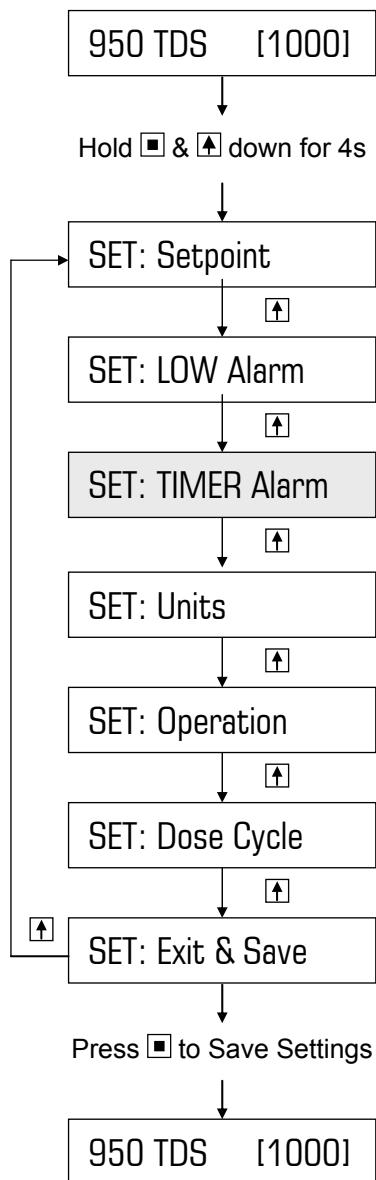 950 TDS [1000]
Hold ■ & ↑ down for 4s
SET: Setpoint
↑
SET: LOW Alarm
↑
SET: TIMER Alarm
↑
SET: Units
↑
SET: Operation
↑
SET: Dose Cycle
↑
↑
SET: Exit & Save
Press ■ to Save Settings
950 TDS [1000]